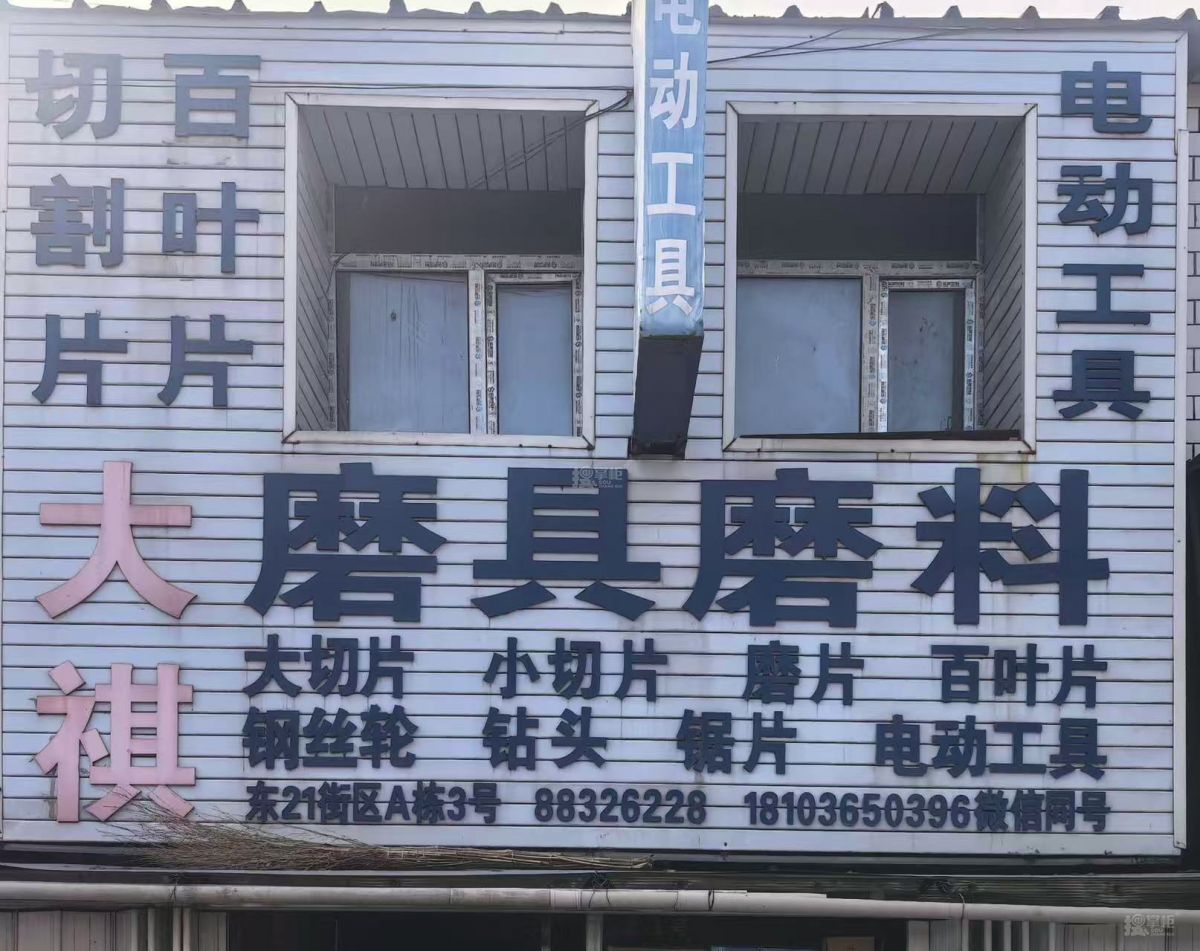 切割片
百叶片
电动工具
电动工具
大祺
磨具磨料
大切片 小切片 磨片 百叶片
钢丝轮 钻头 锯片 电动工具
东21街区A栋3号 88326228 18103650396微信同号